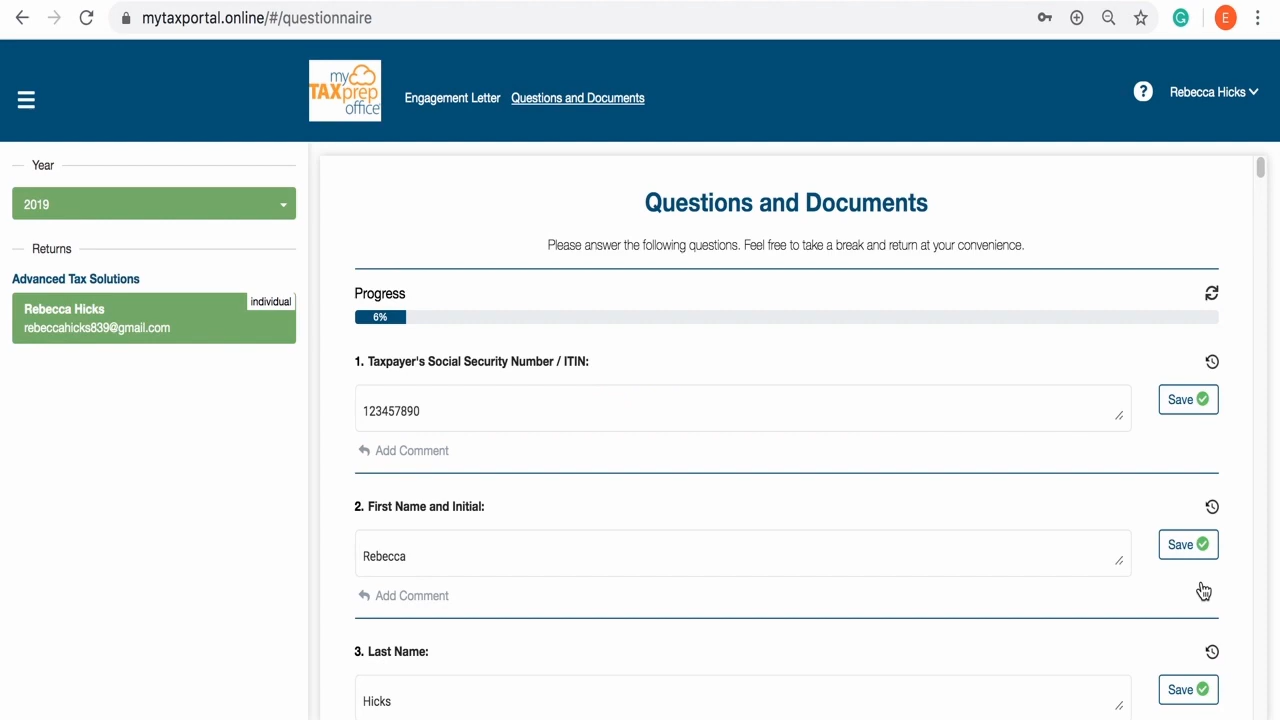 mytaxportal.online/#/questionnaire
G
E
my
TAXprep
office
Engagement Letter
Questions and Documents
?
Rebecca Hicks
Year
2019
Returns
Advanced Tax Solutions
Rebecca Hicks
individual
rebeccahicks839@gmail.com
Questions and Documents
Please answer the following questions. Feel free to take a break and return at your convenience.
Progress
6%
1. Taxpayer's Social Security Number / ITIN:
123457890
Save
Add Comment
2. First Name and Initial:
Rebecca
Save
Add Comment
3. Last Name:
Hicks
Save